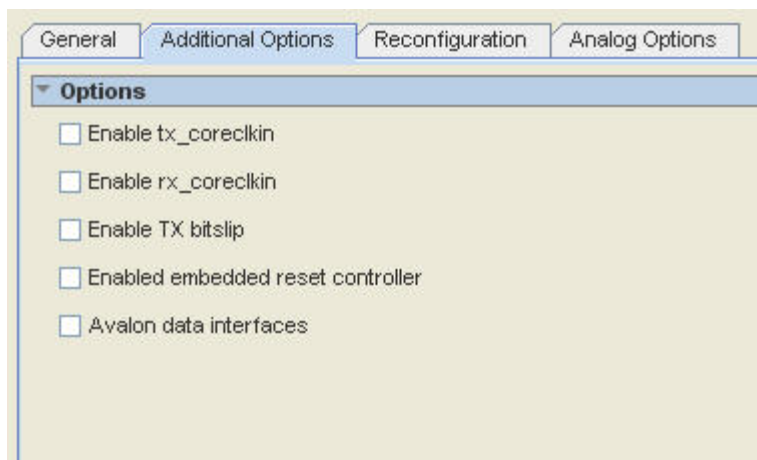 General Additional Options Reconfiguration Analog Options
Options
Enable tx_coreclkin
Enable rx_coreclkin
Enable TX bitslip
Enabled embedded reset controller
Avalon data interfaces